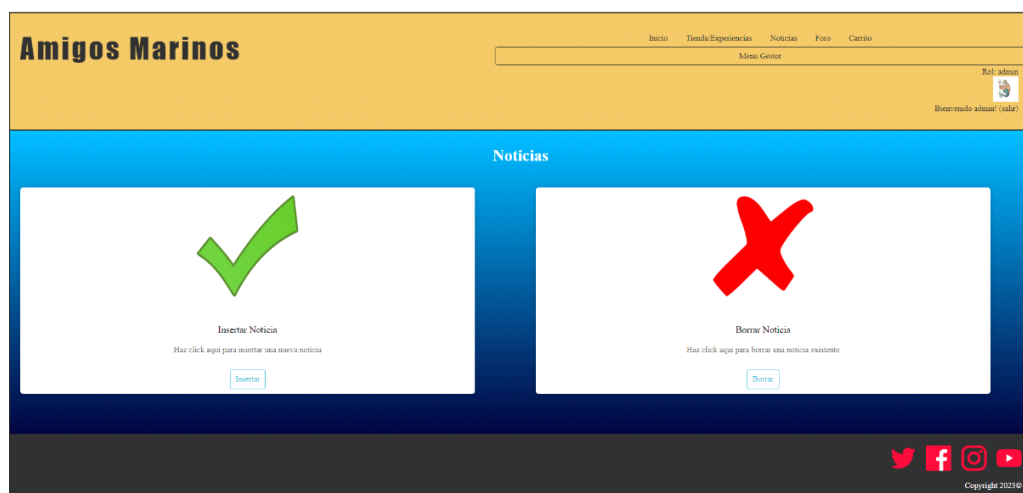 Amigos Marinos
Inicio Tienda/Experiencias Noticias Foro Carrito
Menu Gestor
Rol: admin
Bienvenido admin! (salir)
Noticias
Insertar Noticia
Haz click aqui para insertar una nueva noticia
Insertar
Borrar Noticia
Haz click aqui para borrar una noticia existente
Borrar
Copyright 2023©